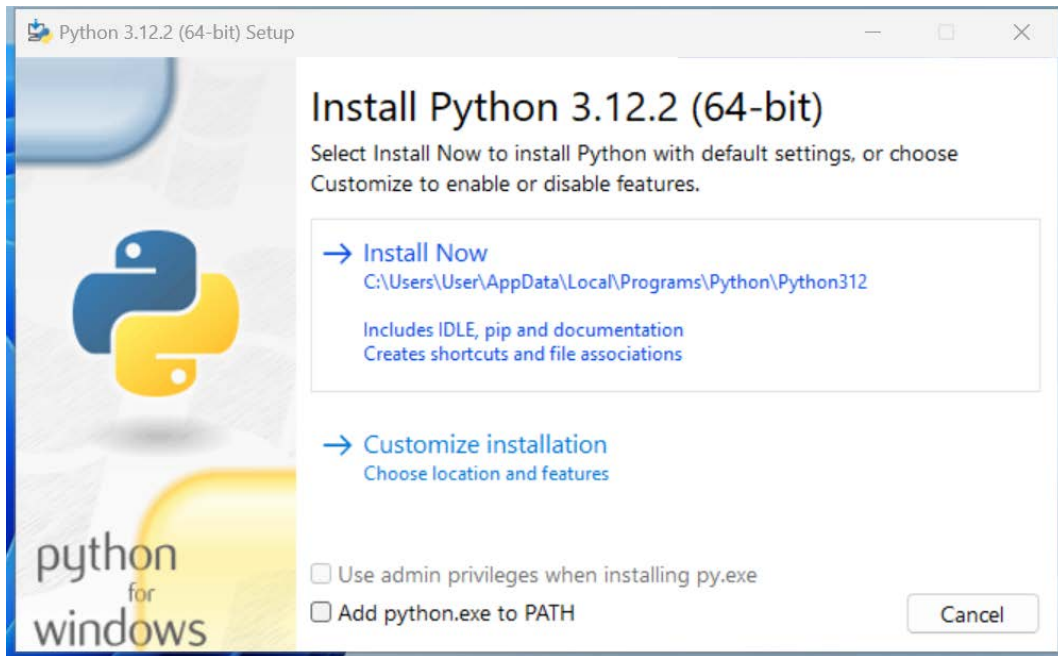 Python 3.12.2 (64-bit) Setup
Install Python 3.12.2 (64-bit)
Select Install Now to install Python with default settings, or choose
Customize to enable or disable features.
Install Now
C:\Users\User\AppData\Local\Programs\Python\Python312
Includes IDLE, pip and documentation
Creates shortcuts and file associations
Customize installation
Choose location and features
Use admin privileges when installing py.exe
Add python.exe to PATH
Cancel
python
for
windows